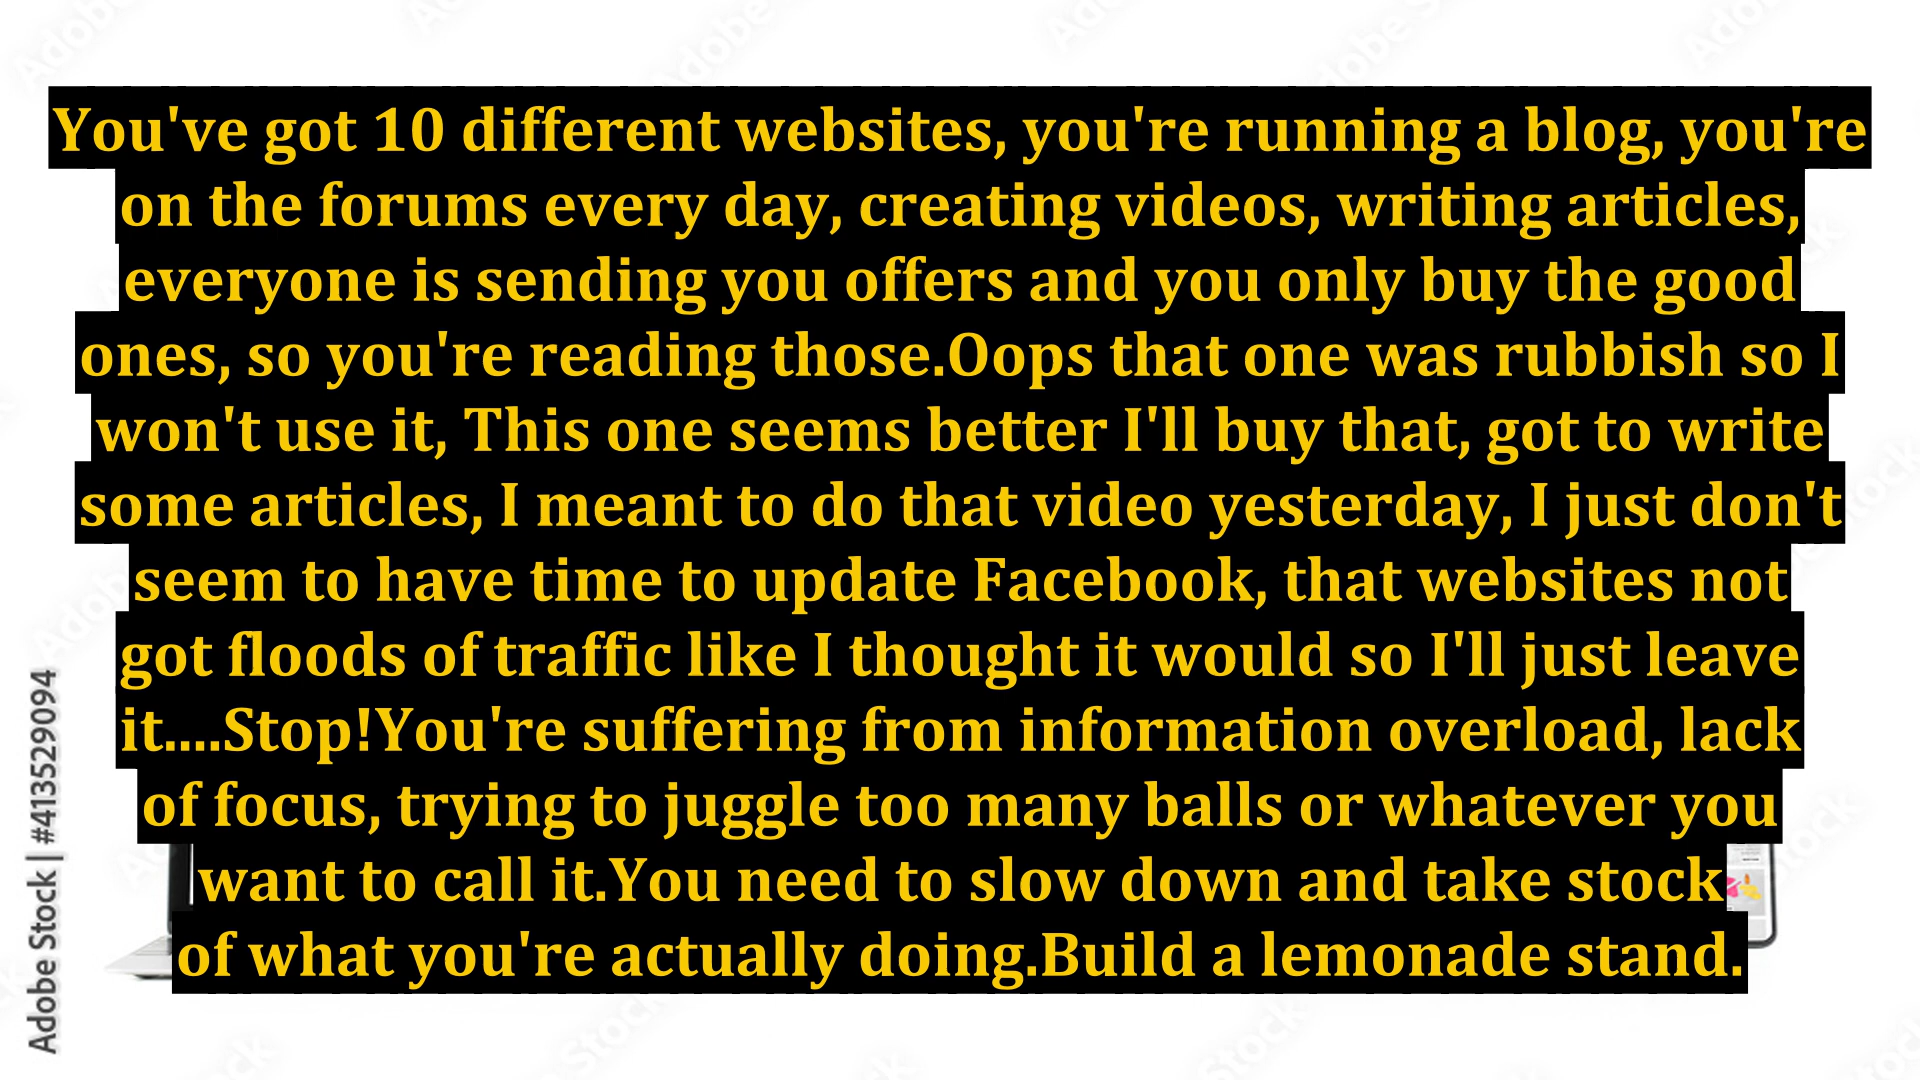 You've got 10 different websites, you're running a blog, you're
on the forums every day, creating videos, writing articles,
everyone is sending you offers and you only buy the good
ones, so you're reading those.Oops that one was rubbish so I
won't use it, This one seems better I'll buy that, got to write
some articles, I meant to do that video yesterday, I just don't
seem to have time to update Facebook, that websites not
got floods of traffic like I thought it would so I'll just leave
it....Stop!You're suffering from information overload, lack
of focus, trying to juggle too many balls or whatever you
want to call it.You need to slow down and take stock
of what you're actually doing.Build a lemonade stand.
Adobe Stock | #413529094